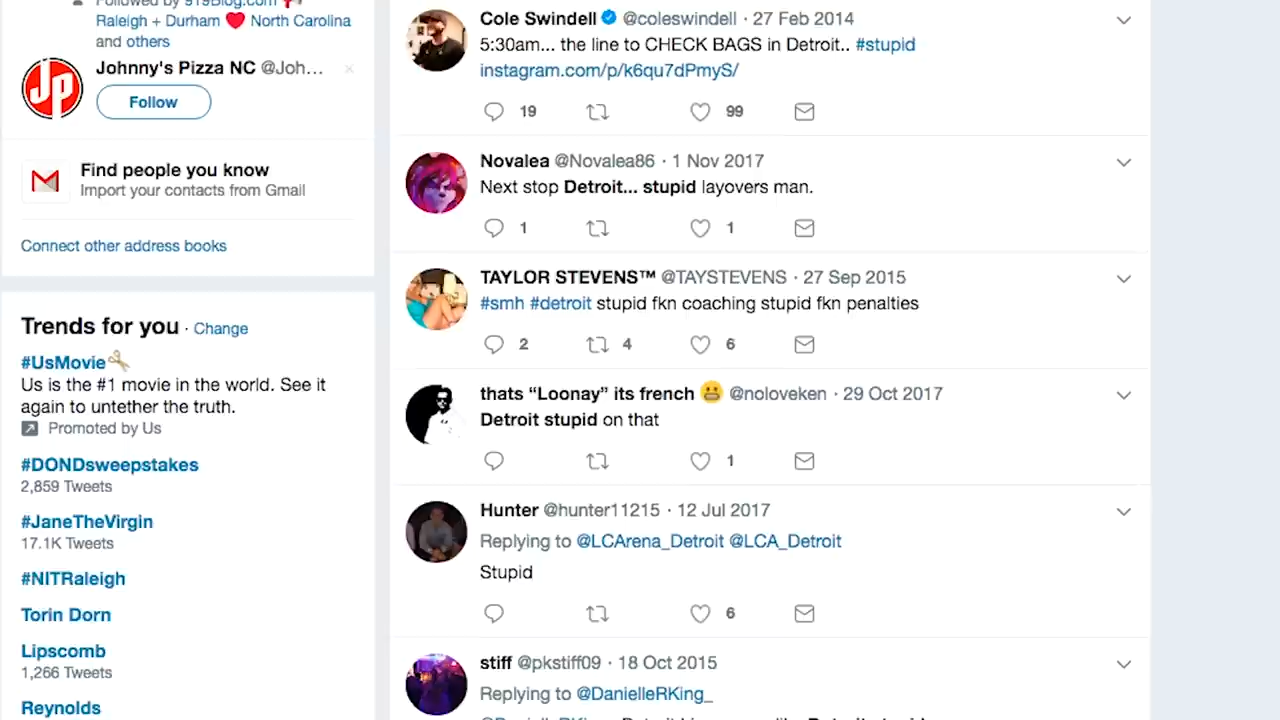 Followed by 919Blog.com
Raleigh + Durham ❤️ North Carolina
and others
Johnny's Pizza NC @Joh...
JP
Follow
Find people you know
Import your contacts from Gmail
Connect other address books
Trends for you · Change
#UsMovie
Us is the #1 movie in the world. See it
again to untether the truth.
Promoted by Us
#DONDsweepstakes
2,859 Tweets
#JaneTheVirgin
17.1K Tweets
#NITRaleigh
Torin Dorn
Lipscomb
1,266 Tweets
Reynolds
Cole Swindell @coleswindell · 27 Feb 2014
5:30am... the line to CHECK BAGS in Detroit.. #stupid
instagram.com/p/k6qu7dPmyS/
19 99
Novalea @Novalea86 · 1 Nov 2017
Next stop Detroit... stupid layovers man.
1 1
TAYLOR STEVENS™ @TAYSTEVENS · 27 Sep 2015
#smh #detroit stupid fkn coaching stupid fkn penalties
2 4 6
thats “Loonay” its french 😬 @noloveken · 29 Oct 2017
Detroit stupid on that
1
Hunter @hunter11215 · 12 Jul 2017
Replying to @LCArena_Detroit @LCA_Detroit
Stupid
6
stiff @pkstiff09 · 18 Oct 2015
Replying to @DanielleRKing_